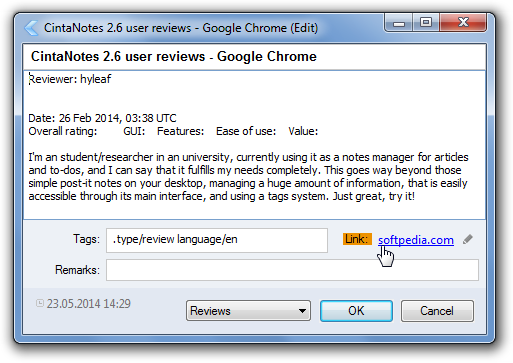 CintaNotes 2.6 user reviews - Google Chrome (Edit)
CintaNotes 2.6 user reviews - Google Chrome
Reviewer: hyleaf
Date: 26 Feb 2014, 03:38 UTC
Overall rating: GUI: Features: Ease of use: Value:
I'm an student/researcher in an university, currently using it as a notes manager for articles
and to-dos, and I can say that it fulfills my needs completely. This goes way beyond those
simple post-it notes on your desktop, managing a huge amount of information, that is easily
accessible through its main interface, and using a tags system. Just great, try it!
Tags: .type/review language/en Link: softpedia.com
Remarks:
23.05.2014 14:29 Reviews OK Cancel